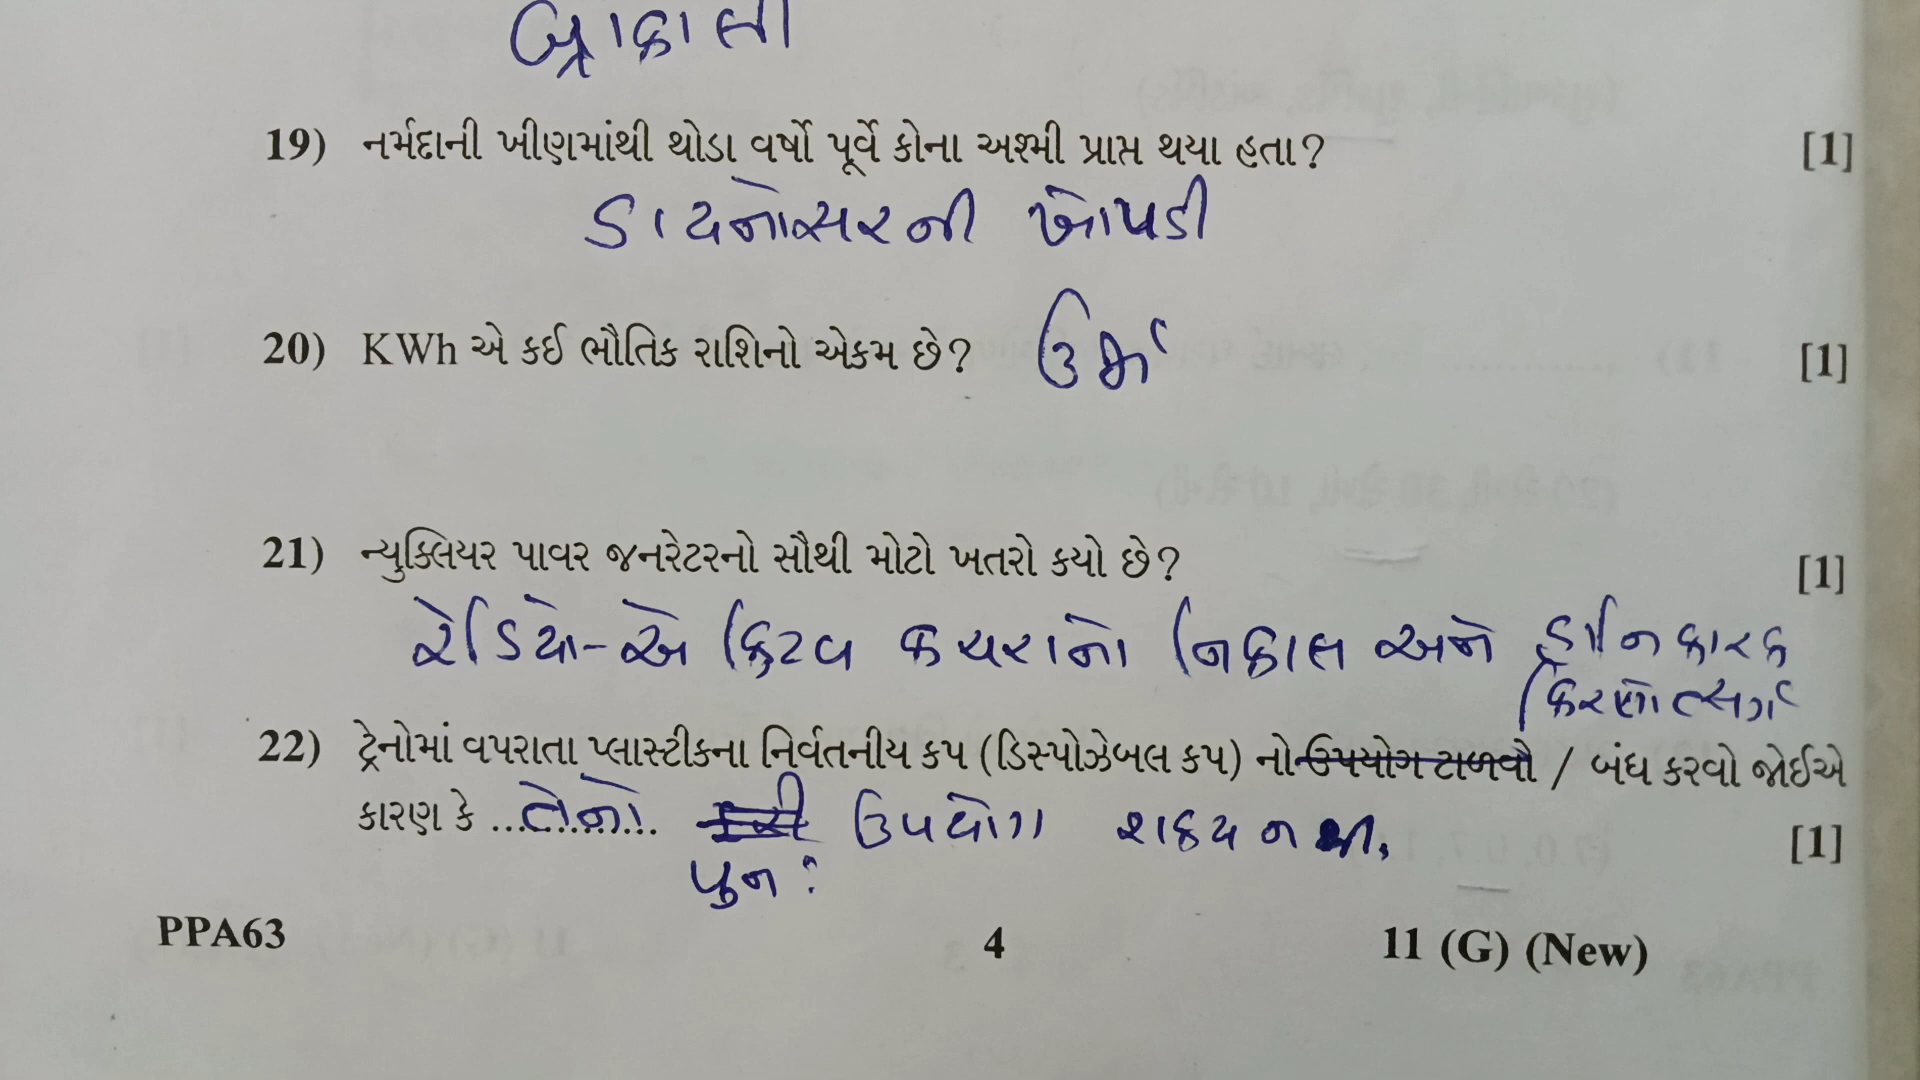 બ્રોકોલી
19) નર્મદાની ખીણમાંથી થોડા વર્ષો પૂર્વે કોના અશ્મી પ્રાપ્ત થયા હતા? [1]
ડાયનોસરની ખોપડી
20) KWh એ કઈ ભૌતિક રાશિનો એકમ છે? ઉર્જા [1]
21) ન્યુક્લિયર પાવર જનરેટરનો સૌથી મોટો ખતરો કયો છે? [1]
રેડિયો-એક્ટિવ કચરાનો નિકાલ અને હાનિકારક
કિરણોત્સર્ગ
22) ટ્રેનોમાં વપરાતા પ્લાસ્ટીકના નિર્વતનીય કપ (ડિસ્પોઝેબલ કપ) નો ઉપયોગ ટાળવો / બંધ કરવો જોઈએ
કારણ કે ............... તેનો ઉપયોગ શક્ય નથી. [1]
પુનઃ
PPA63 4 11 (G) (New)